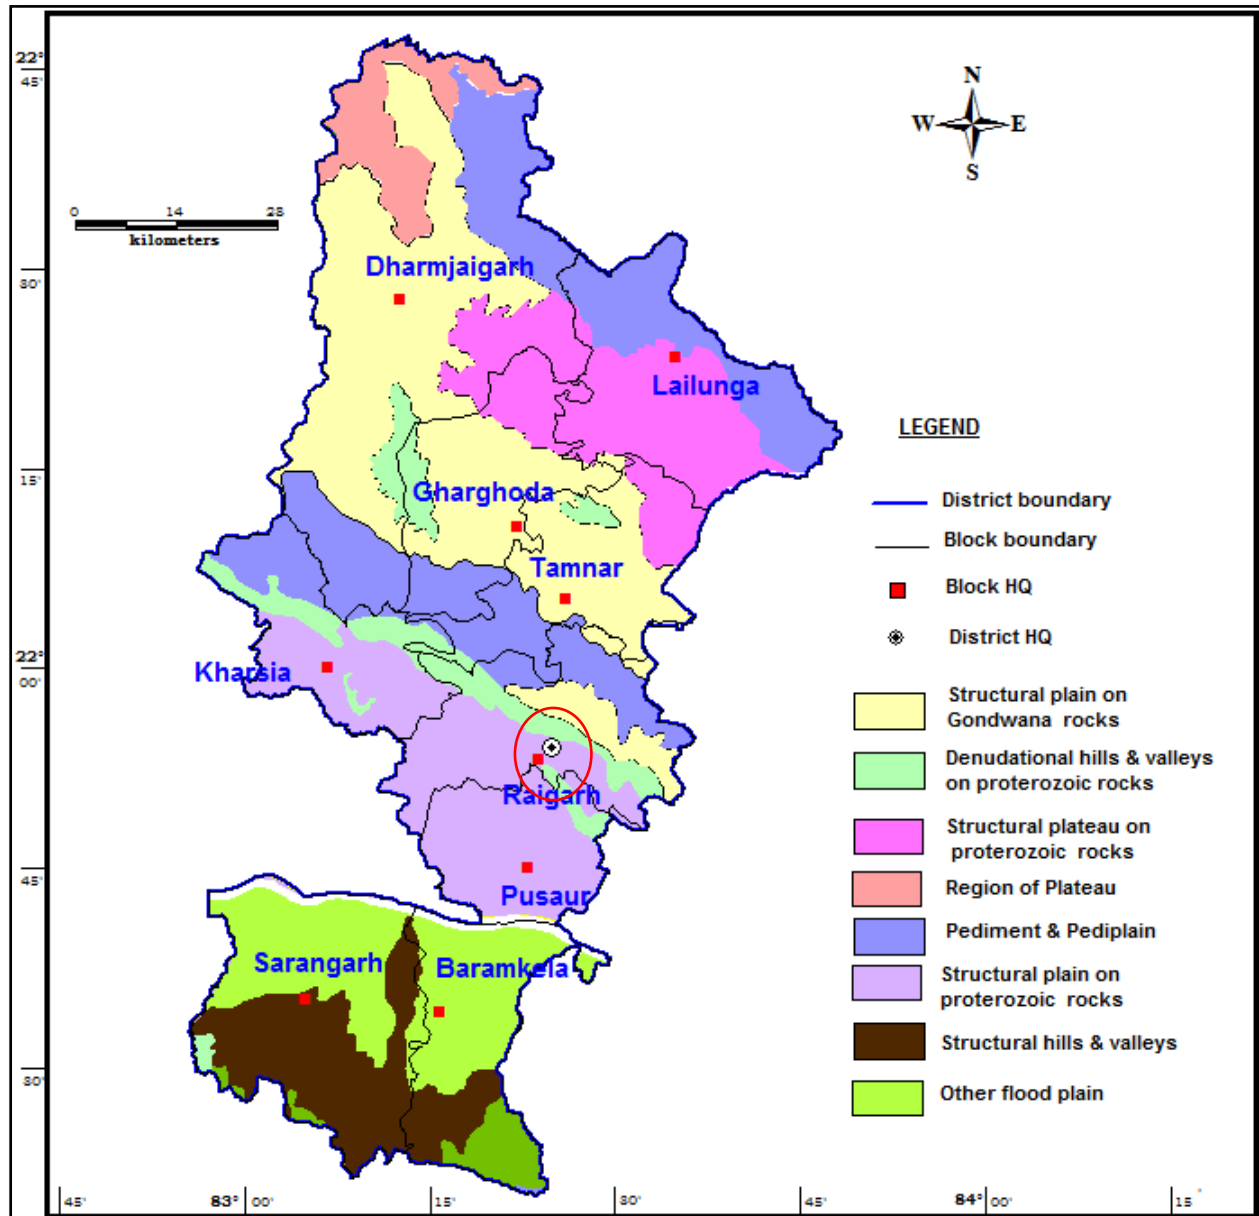 22°
45'
N
W E
S
0 14 28
kilometers
30'
Dharmjaigarh
Lailunga
LEGEND
15'
Gharghoda
District boundary
Block boundary
Tamnar
Block HQ
District HQ
22°
00'
Kharsia
Structural plain on
Gondwana rocks
Denudational hills & valleys
on proterozoic rocks
Raigarh
Structural plateau on
proterozoic rocks
45'
Pusaur
Region of Plateau
Pediment & Pediplain
Sarangarh
Baramkela
Structural plain on
proterozoic rocks
Structural hills & valleys
30'
Other flood plain
45' 83° 00' 15' 30' 45' 84° 00' 15'